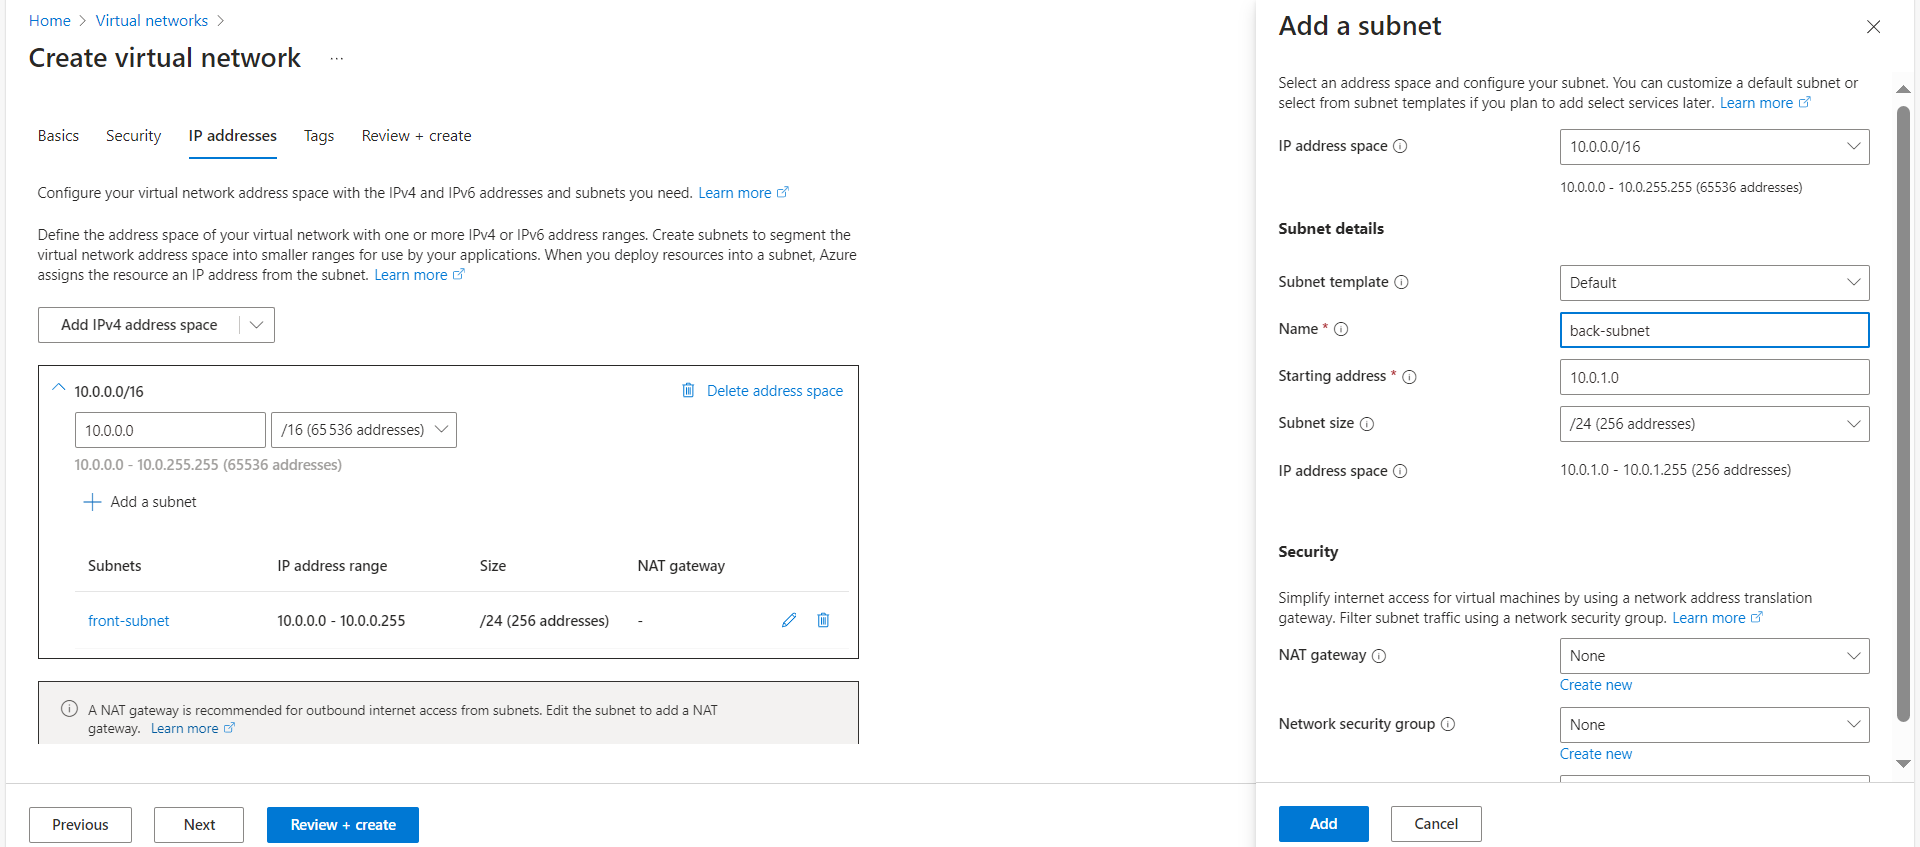 Home > Virtual networks >
Create virtual network ...
Basics Security IP addresses Tags Review + create
Configure your virtual network address space with the IPv4 and IPv6 addresses and subnets you need. Learn more
Define the address space of your virtual network with one or more IPv4 or IPv6 address ranges. Create subnets to segment the
virtual network address space into smaller ranges for use by your applications. When you deploy resources into a subnet, Azure
assigns the resource an IP address from the subnet. Learn more
Add IPv4 address space
10.0.0.0/16 Delete address space
10.0.0.0 /16 (65 536 addresses)
10.0.0.0 - 10.0.255.255 (65536 addresses)
Add a subnet
Subnets IP address range Size NAT gateway
front-subnet 10.0.0.0 - 10.0.0.255 /24 (256 addresses) -
A NAT gateway is recommended for outbound internet access from subnets. Edit the subnet to add a NAT
gateway. Learn more
Previous Next Review + create
Add a subnet
Select an address space and configure your subnet. You can customize a default subnet or
select from subnet templates if you plan to add select services later. Learn more
IP address space 10.0.0.0/16
10.0.0.0 - 10.0.255.255 (65536 addresses)
Subnet details
Subnet template Default
Name * back-subnet
Starting address * 10.0.1.0
Subnet size /24 (256 addresses)
IP address space 10.0.1.0 - 10.0.1.255 (256 addresses)
Security
Simplify internet access for virtual machines by using a network address translation
gateway. Filter subnet traffic using a network security group. Learn more
NAT gateway None
Create new
Network security group None
Create new
Add Cancel